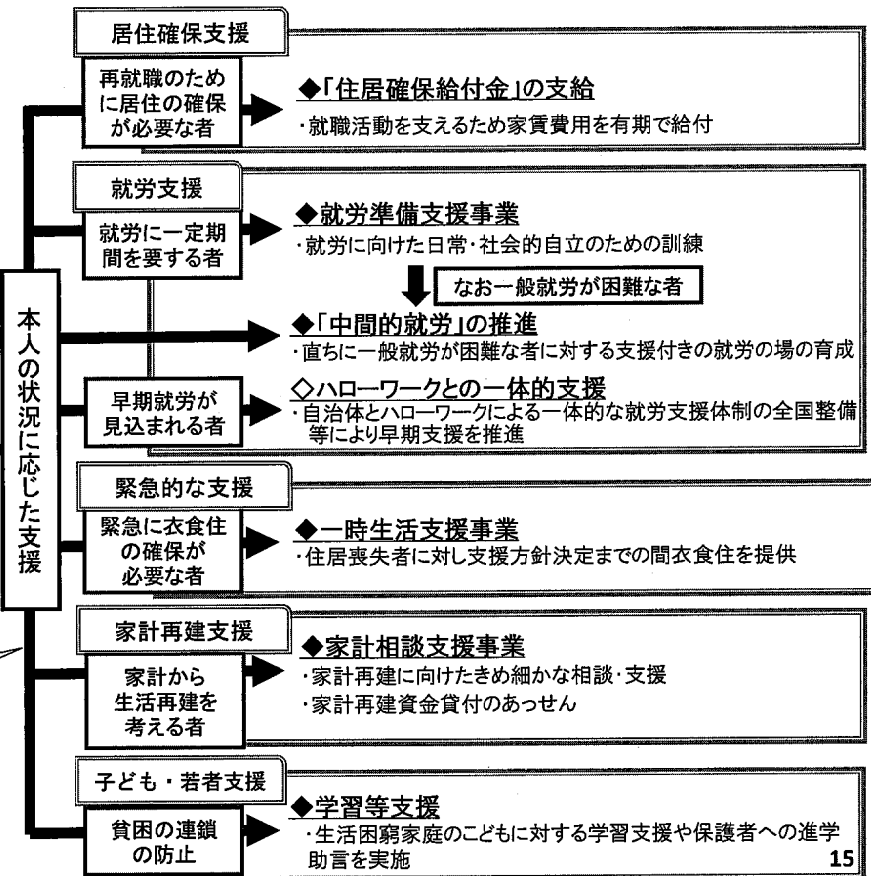 本人の状況に応じた支援
居住確保支援
再就職のため
に居住の確保
が必要な者
◆「住居確保給付金」の支給
・就職活動を支えるため家賃費用を有期で給付
就労支援
就労に一定期
間を要する者
◆就労準備支援事業
・就労に向けた日常・社会的自立のための訓練
なお一般就労が困難な者
◆「中間的就労」の推進
・直ちに一般就労が困難な者に対する支援付きの就労の場の育成
早期就労が
見込まれる者
◇ハローワークとの一体的支援
・自治体とハローワークによる一体的な就労支援体制の全国整備
等により早期支援を推進
緊急的な支援
緊急に衣食住
の確保が
必要な者
◆一時生活支援事業
・住居喪失者に対し支援方針決定までの間衣食住を提供
家計再建支援
家計から
生活再建を
考える者
◆家計相談支援事業
・家計再建に向けたきめ細かな相談・支援
・家計再建資金貸付のあっせん
子ども・若者支援
貧困の連鎖
の防止
◆学習等支援
・生活困窮家庭のこどもに対する学習支援や保護者への進学
助言を実施
15